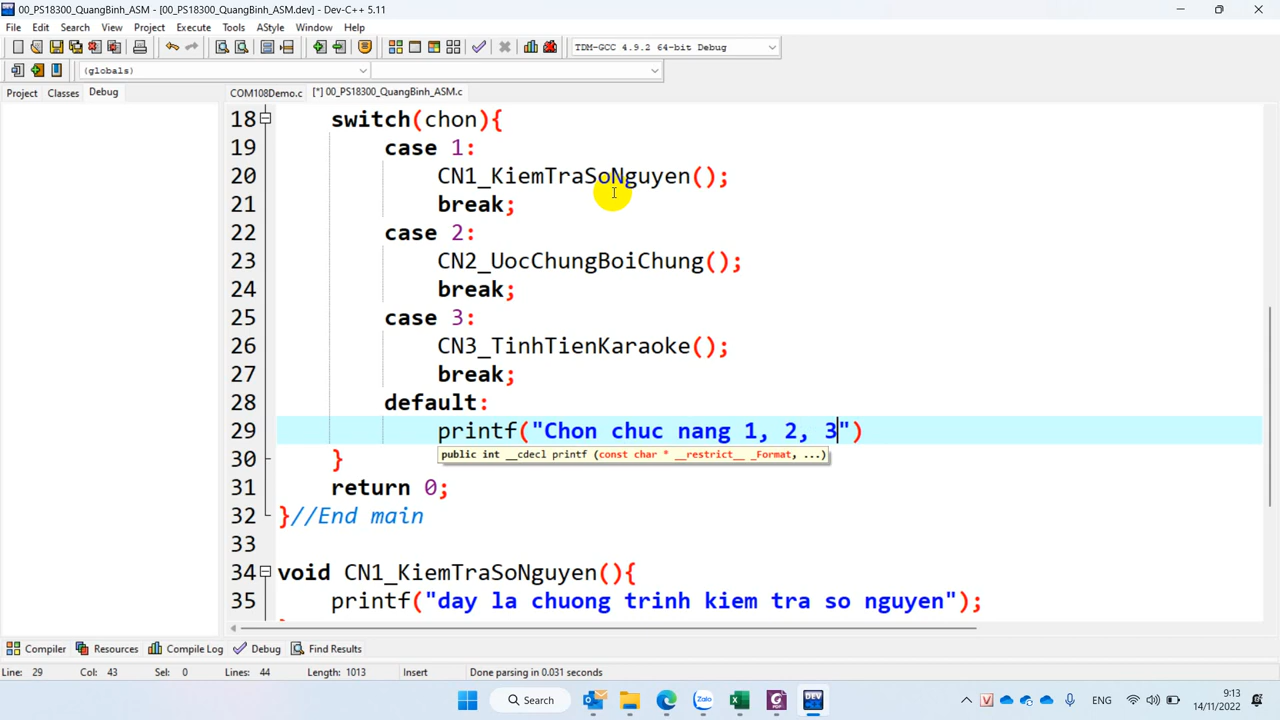 00_PS18300_QuangBinh_ASM - [00_PS18300_QuangBinh_ASM.dev] - Dev-C++ 5.11
File Edit Search View Project Execute Tools AStyle Window Help
TDM-GCC 4.9.2 64-bit Debug
(globals)
Project Classes Debug COM108Demo.c [*] 00_PS18300_QuangBinh_ASM.c
18 switch(chon){
19 case 1:
20 CN1_KiemTraSoNguyen();
21 break;
22 case 2:
23 CN2_UocChungBoiChung();
24 break;
25 case 3:
26 CN3_TinhTienKaraoke();
27 break;
28 default:
29 printf("Chon chuc nang 1, 2, 3")
public int __cdecl printf (const char * __restrict__ _Format, ...)
30 }
31 return 0;
32 }//End main
33
34 void CN1_KiemTraSoNguyen(){
35 printf("day la chuong trinh kiem tra so nguyen");
Compiler Resources Compile Log Debug Find Results
Line: 29 Col: 43 Sel: 0 Lines: 44 Length: 1013 Insert Done parsing in 0.031 seconds
Search ENG 9:13
14/11/2022